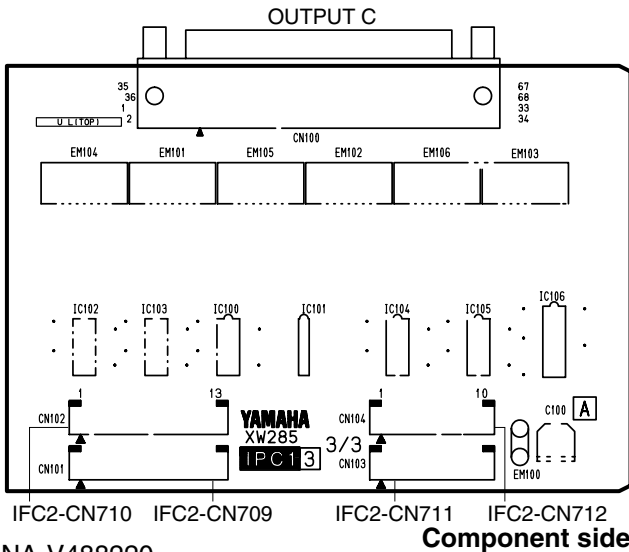 OUTPUT C
35
36
1
2
U L(TOP)
67
68
33
34
CN100
EM104 EM101 EM105 EM102 EM106 EM103
IC102 IC103 IC100 IC101 IC104 IC105 IC106
1 13 1 10
CN102 YAMAHA CN104 C100 A
XW285
3/3
CN101 IPC1 3 CN103 EM100
IFC2-CN710 IFC2-CN709 IFC2-CN711 IFC2-CN712
Component side